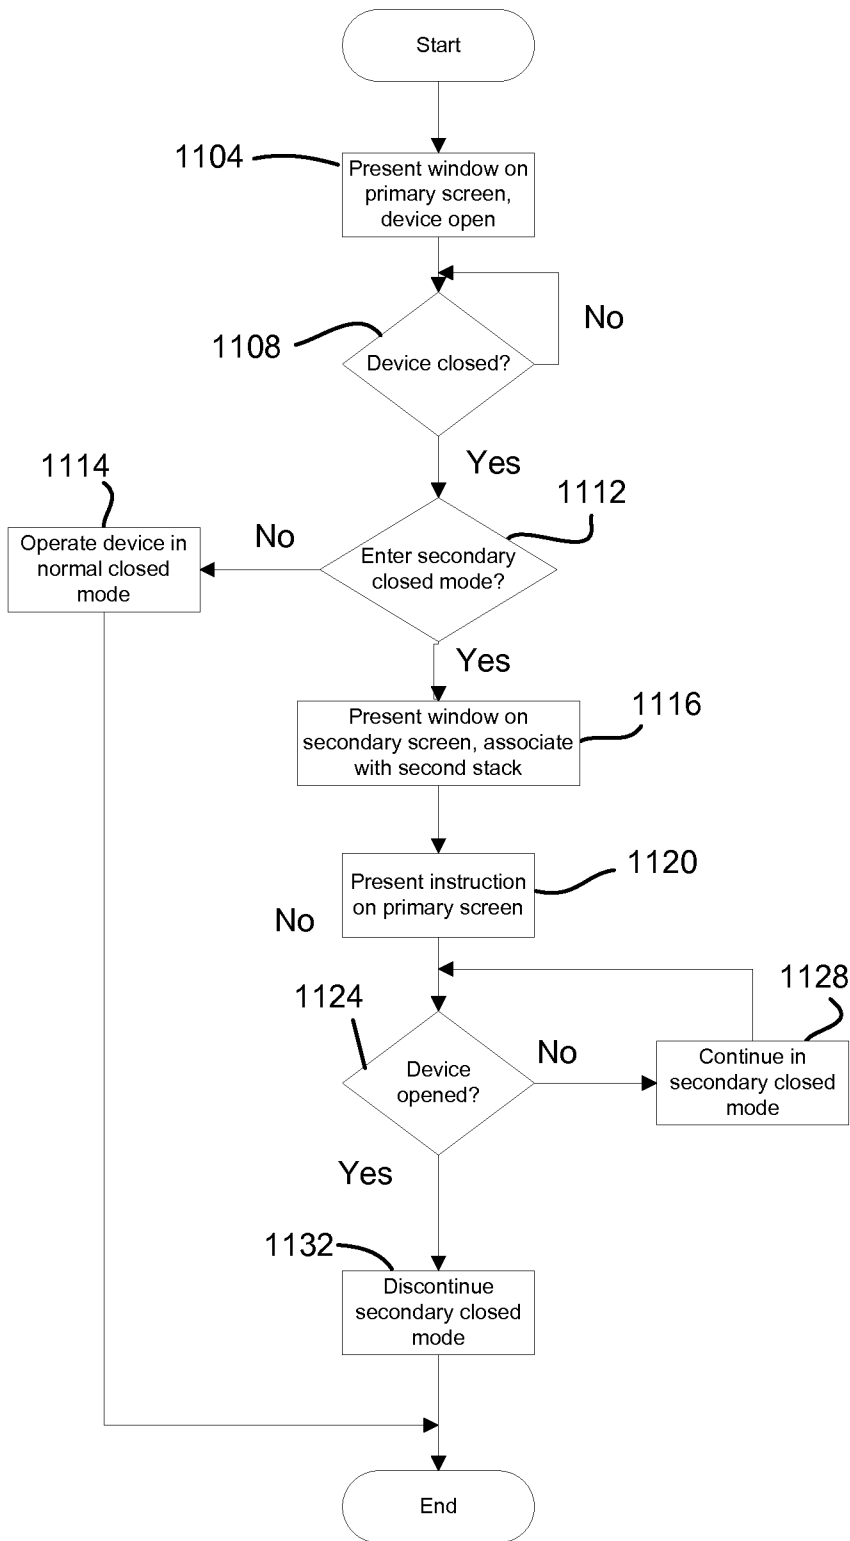 Start
1104
Present window on
primary screen,
device open
No
1108
Device closed?
Yes
1114
1112
Operate device in
normal closed
mode
No
Enter secondary
closed mode?
Yes
1116
Present window on
secondary screen, associate
with second stack
1120
Present instruction
on primary screen
No
1124
1128
Device
opened?
No
Continue in
secondary closed
mode
Yes
1132
Discontinue
secondary closed
mode
End